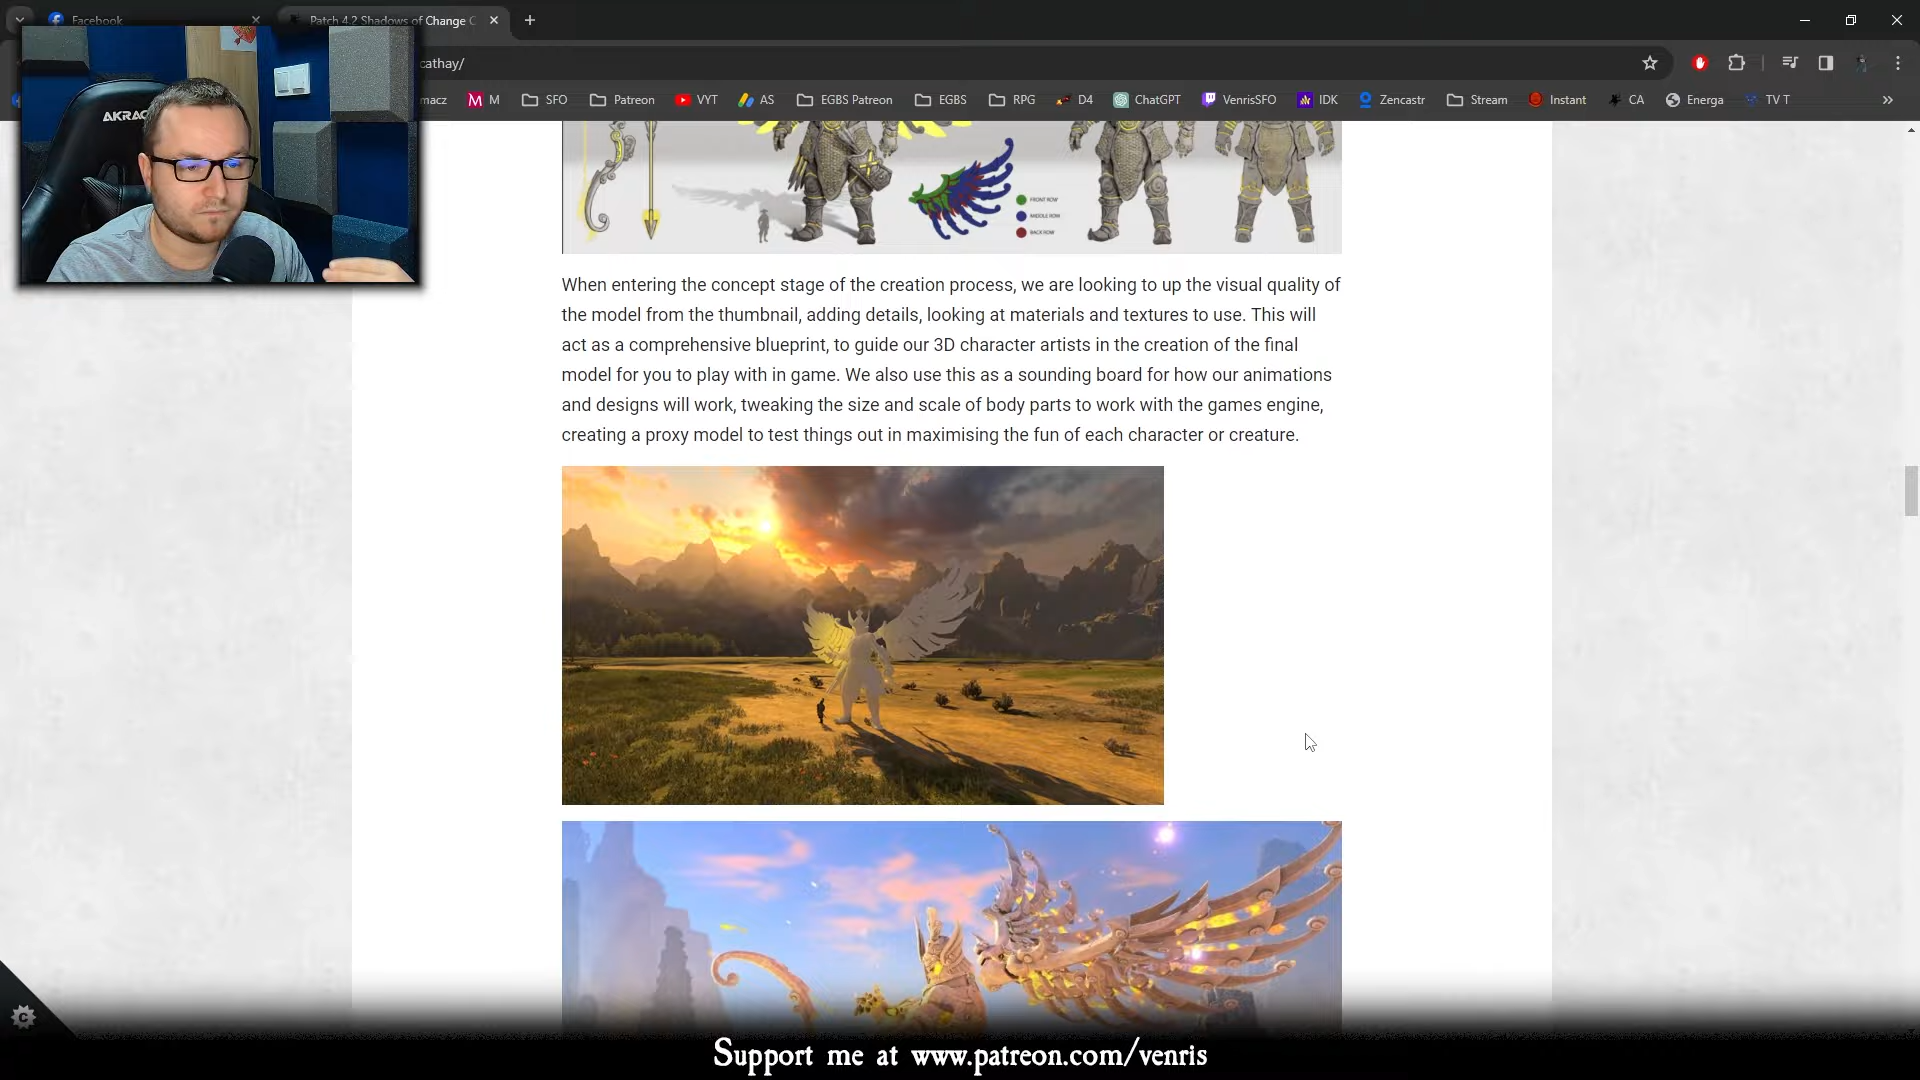 Facebook
Patch 4.2 Shadows of Change C
cathay/
macz
M
SFO
Patreon
VYT
AS
EGBS Patreon
EGBS
RPG
D4
ChatGPT
VenrisSFO
IDK
Zencastr
Stream
Instant
CA
Energa
TV T
AKRAC
FRONT ROW
MIDDLE ROW
BACK ROW
When entering the concept stage of the creation process, we are looking to up the visual quality of
the model from the thumbnail, adding details, looking at materials and textures to use. This will
act as a comprehensive blueprint, to guide our 3D character artists in the creation of the final
model for you to play with in game. We also use this as a sounding board for how our animations
and designs will work, tweaking the size and scale of body parts to work with the games engine,
creating a proxy model to test things out in maximising the fun of each character or creature.
Support me at www.patreon.com/venris